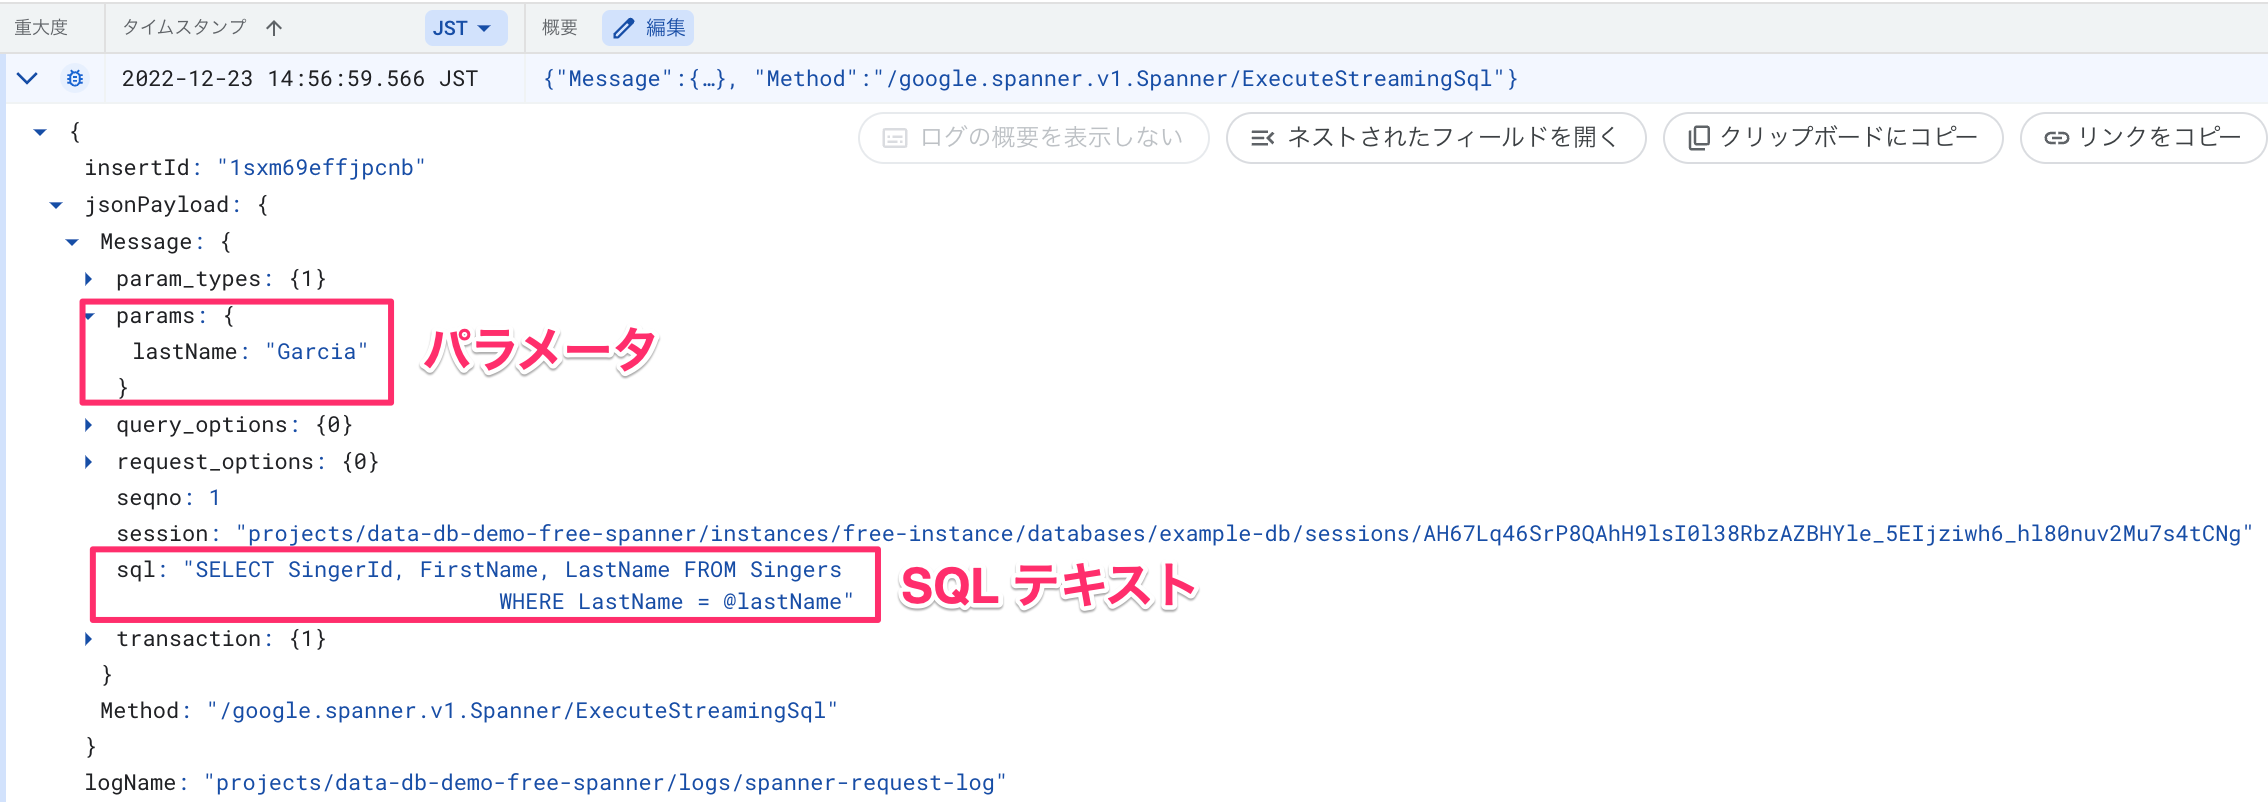 重大度 タイムスタンプ ↑ JST 概要 編集
2022-12-23 14:56:59.566 JST {"Message":{…}, "Method":"/google.spanner.v1.Spanner/ExecuteStreamingSql"}
{ ログの概要を表示しない ネストされたフィールドを開く クリップボードにコピー リンクをコピー
insertId: "1sxm69effjpcnb"
jsonPayload: {
Message: {
param_types: {1}
params: {
lastName: "Garcia"
パラメータ
}
query_options: {0}
request_options: {0}
seqno: 1
session: "projects/data-db-demo-free-spanner/instances/free-instance/databases/example-db/sessions/AH67Lq46SrP8QAhH9lsI0l38RbzAZBHYle_5EIjziwh6_hl80nuv2Mu7s4tCNg"
sql: "SELECT SingerId, FirstName, LastName FROM Singers
WHERE LastName = @lastName"
SQL テキスト
transaction: {1}
}
Method: "/google.spanner.v1.Spanner/ExecuteStreamingSql"
}
logName: "projects/data-db-demo-free-spanner/logs/spanner-request-log"